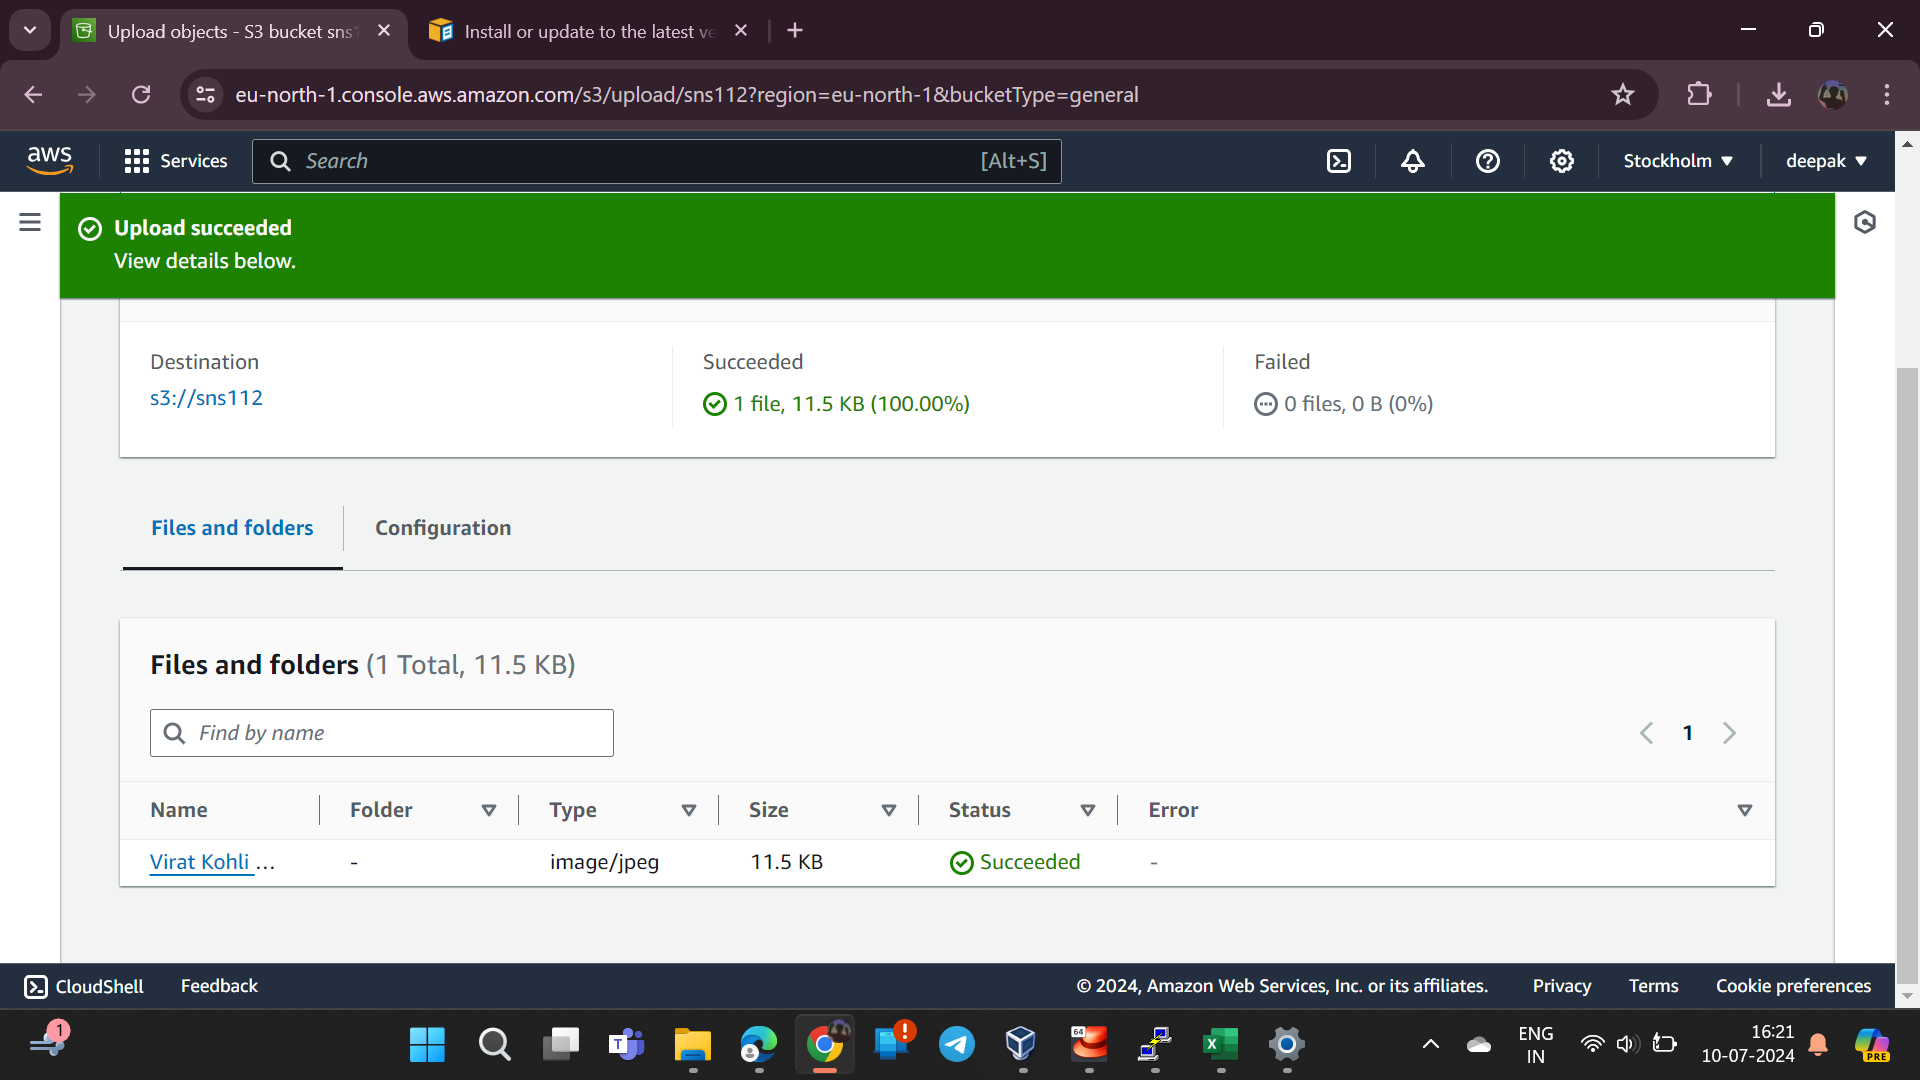 Upload objects - S3 bucket sns1
Install or update to the latest ve
eu-north-1.console.aws.amazon.com/s3/upload/sns112?region=eu-north-1&bucketType=general
aws
Services
Search
[Alt+S]
Stockholm
deepak
Upload succeeded
View details below.
Destination
Succeeded
Failed
s3://sns112
1 file, 11.5 KB (100.00%)
0 files, 0 B (0%)
Files and folders
Configuration
Files and folders (1 Total, 11.5 KB)
Find by name
1
Name
Folder
Type
Size
Status
Error
Virat Kohli ...
-
image/jpeg
11.5 KB
Succeeded
-
CloudShell
Feedback
© 2024, Amazon Web Services, Inc. or its affiliates.
Privacy
Terms
Cookie preferences
1
T
64
X
ENG
IN
16:21
10-07-2024
PRE